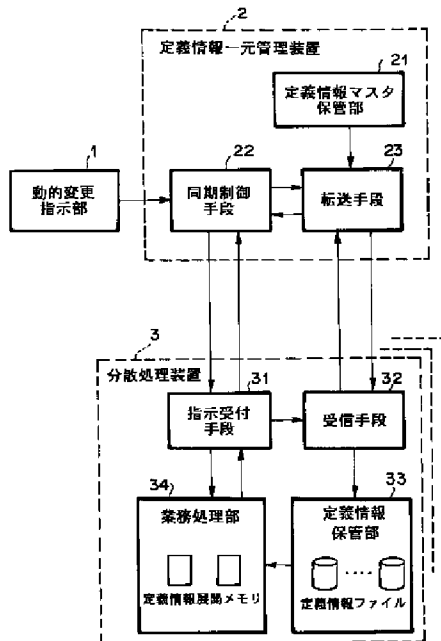 2
定義情報一元管理装置
21
定義情報マスタ
保管部
1
動的変更
指示部
22
同期制御
手段
23
転送手段
3
分散処理装置
31
指示受付
手段
32
受信手段
34
業務処理部
定義情報展開メモリ
33
定義情報
保管部
定義情報ファイル